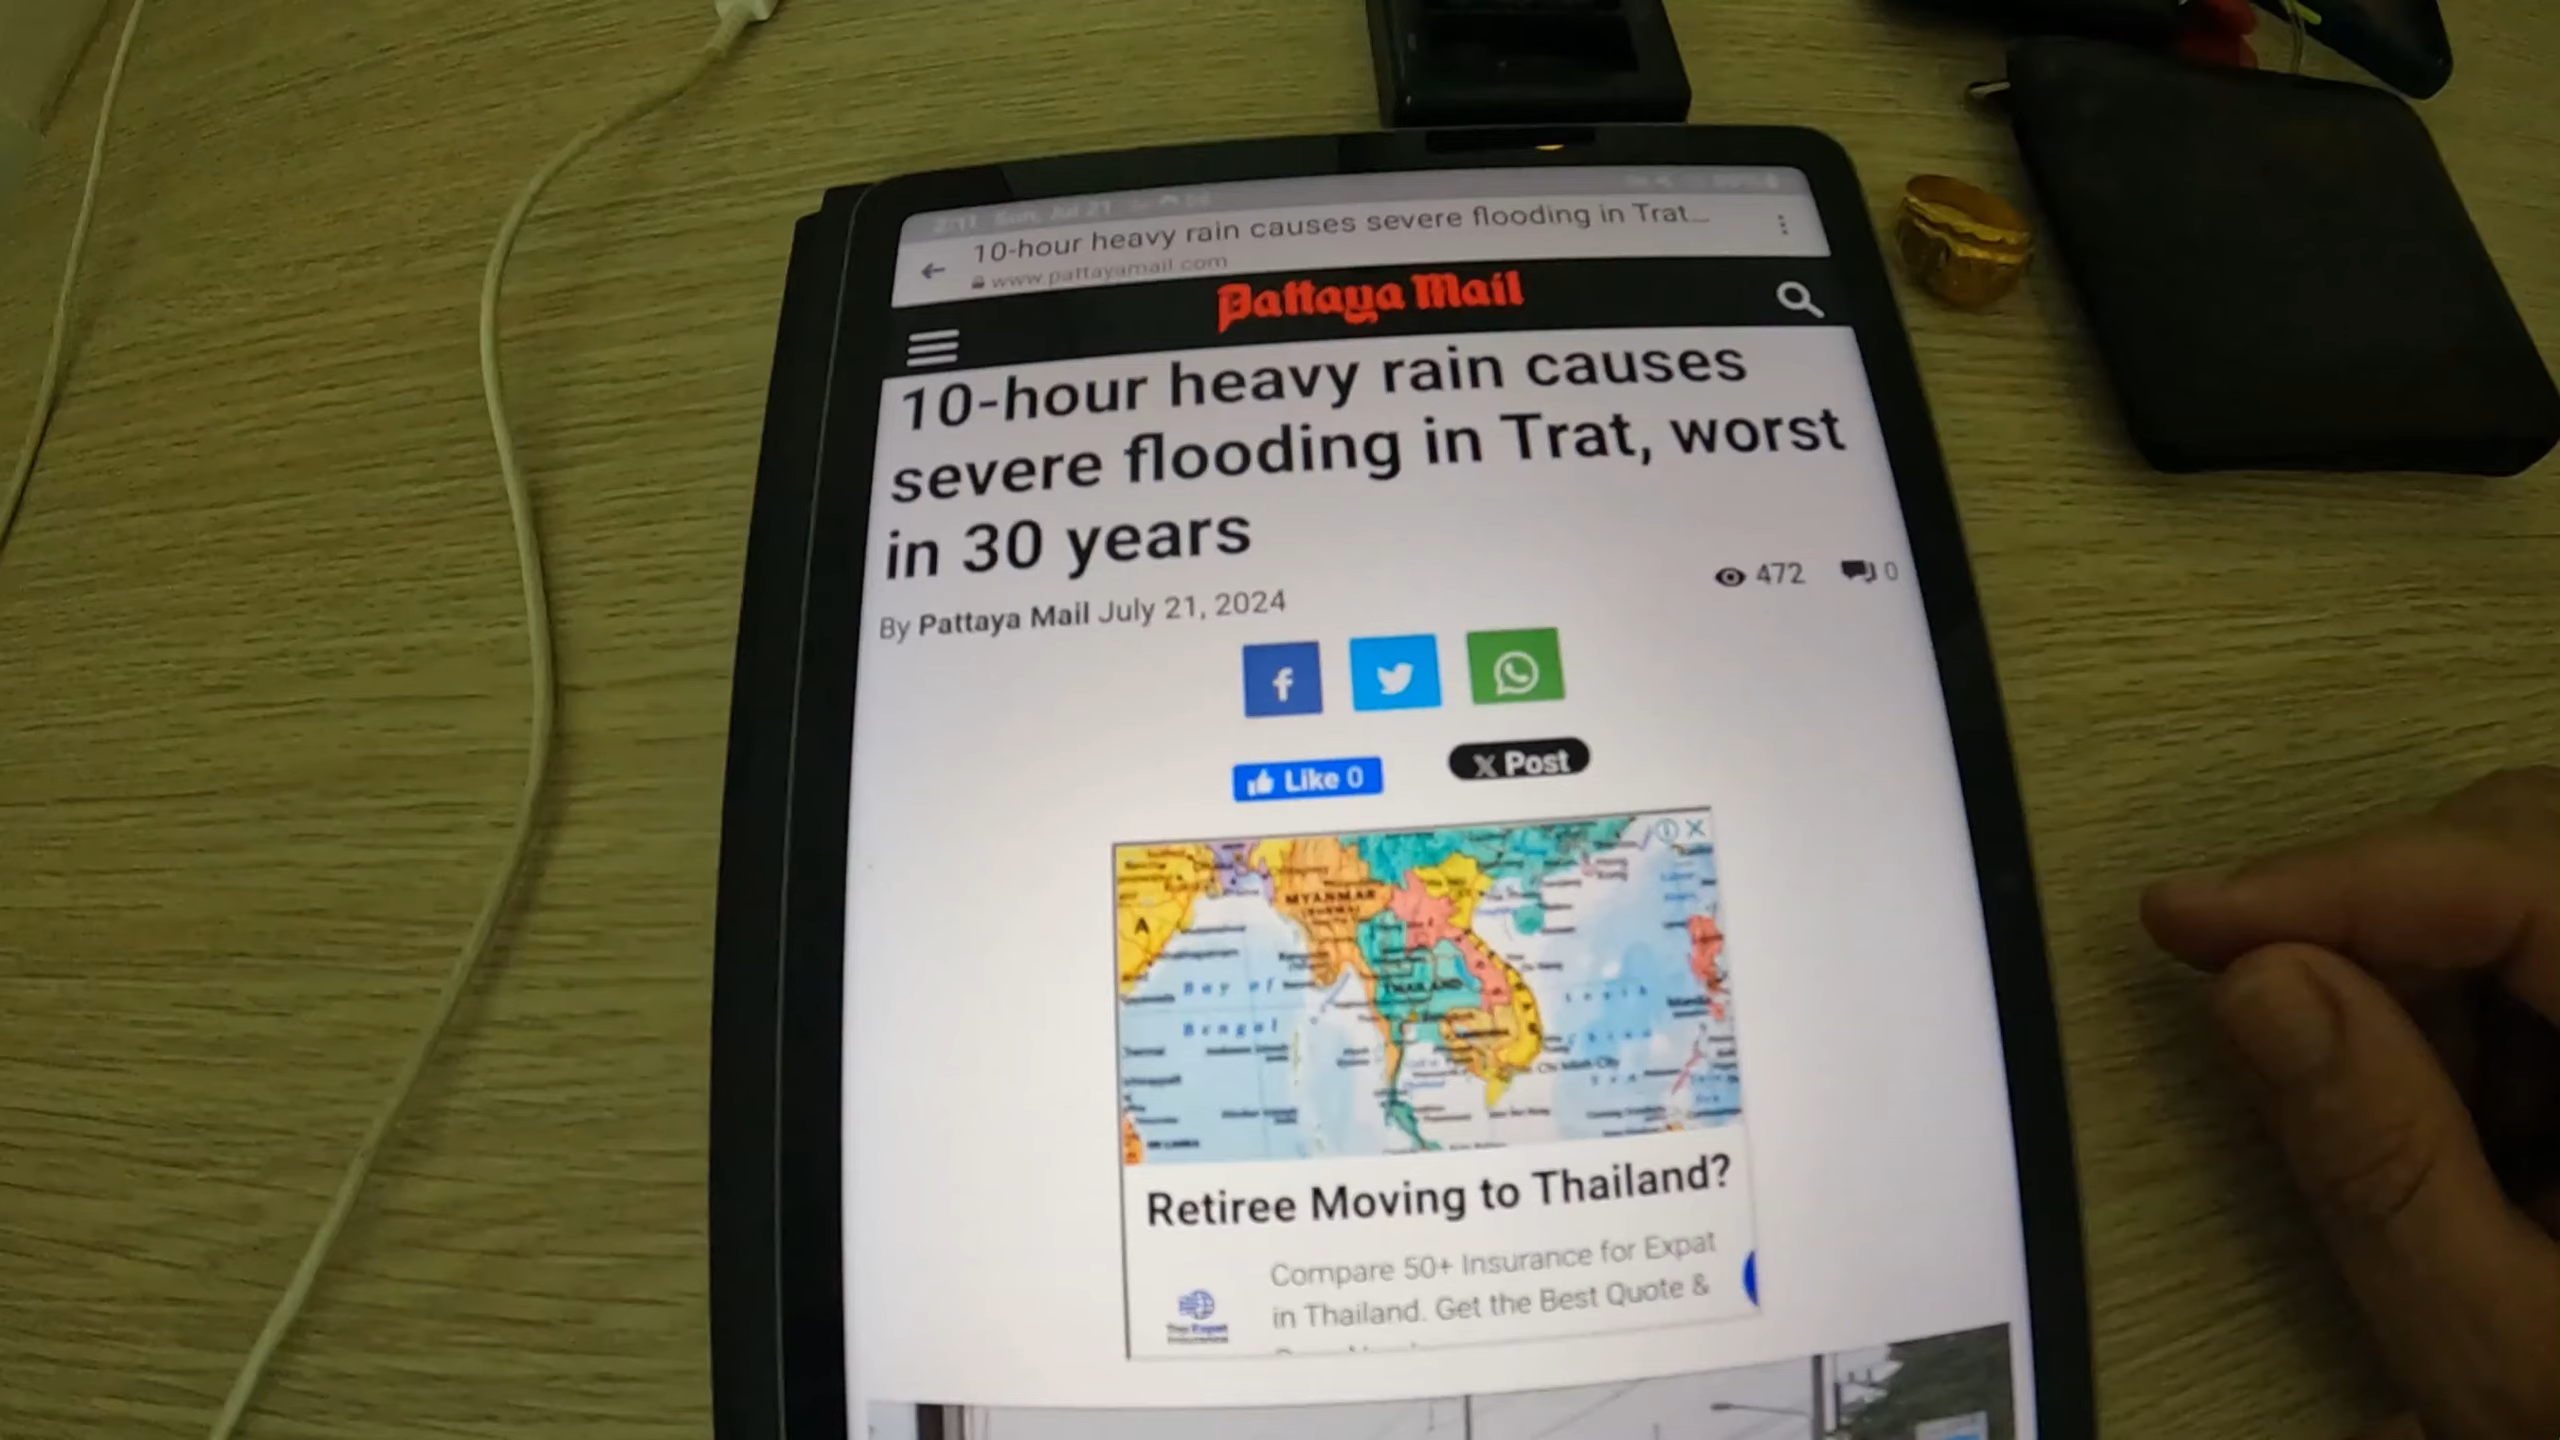 Sun, Jul 21
10-hour heavy rain causes severe flooding in Trat...
www.pattayamail.com
Pattaya Mail
10-hour heavy rain causes
severe flooding in Trat, worst
in 30 years
By Pattaya Mail July 21, 2024
472
0
f
Like 0
X Post
MYANMAR
A
THAILAND
Bay of
Bengal
Retiree Moving to Thailand?
Compare 50+ Insurance for Expat
in Thailand. Get the Best Quote &